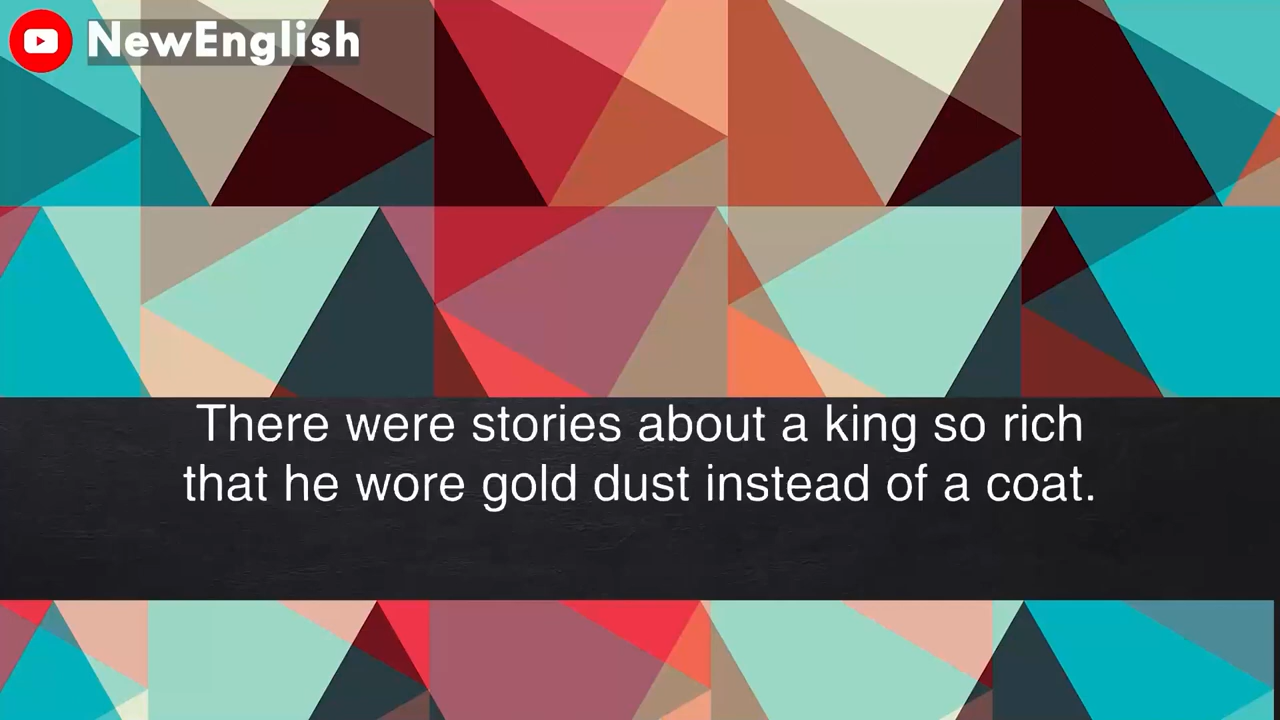 NewEnglish
There were stories about a king so rich
that he wore gold dust instead of a coat.